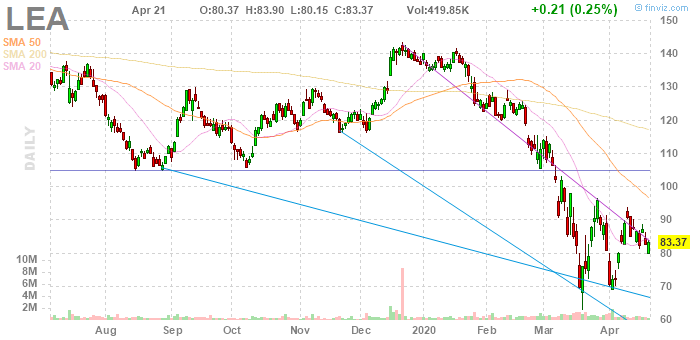 LEA
Apr 21 O:80.37 H:83.90 L:80.15 C:83.37 Vol:419.85K +0.21 (0.25%)
© finviz.com
SMA 50
SMA 200
SMA 20
DAILY
150
140
130
120
110
100
90
83.37
80
70
60
10M
8M
6M
4M
2M
Aug Sep Oct Nov Dec 2020 Feb Mar Apr